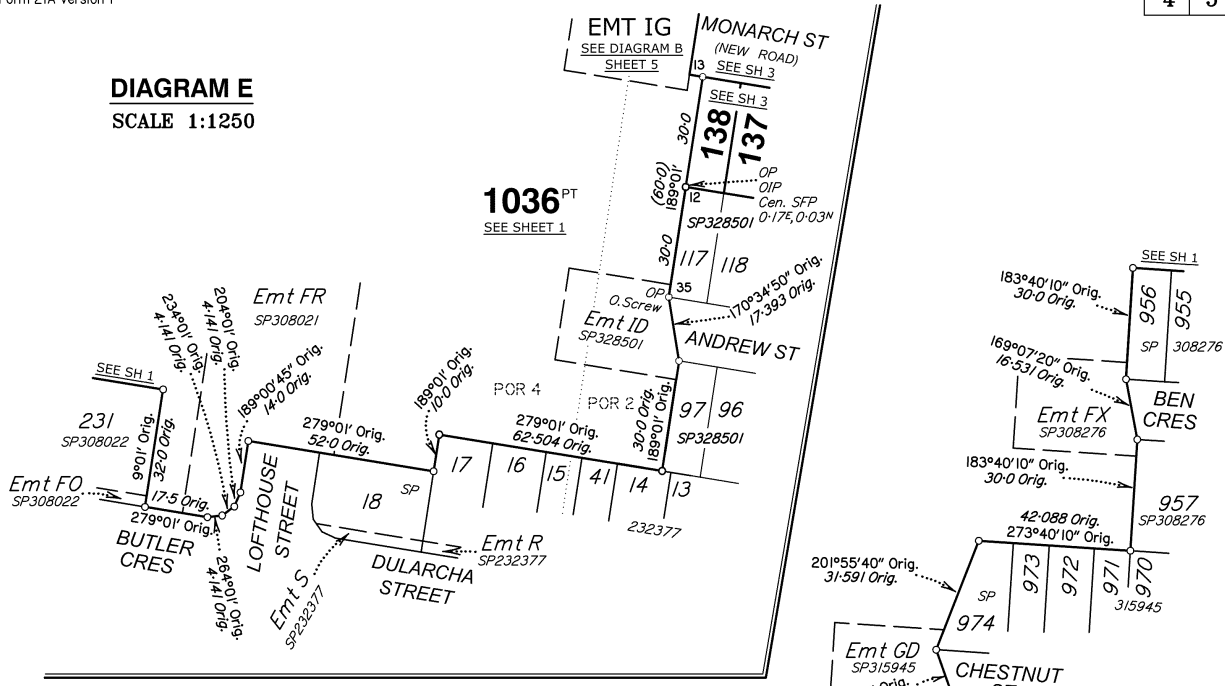 Form 21A Version 1
4 5
DIAGRAM E
SCALE 1:1250
EMT IG
SEE DIAGRAM B
SHEET 5
MONARCH ST
(NEW ROAD)
13
SEE SH 3
SEE SH 3
30·0
138
137
1036 PT
SEE SHEET 1
(60·0)
189°01'
12
OP
OIP
Cen. SFP
0·17E,0·03N
SP328501
30·0
117
118
35
OP
O.Screw
170°34'50" Orig.
17·393 Orig.
Emt ID
SP328501
ANDREW ST
POR 4
POR 2
30·0 Orig.
189°01' Orig.
97
96
SP328501
Emt FR
SP308021
204°01' Orig.
4·141 Orig.
234°01' Orig.
4·141 Orig.
189°00'45" Orig.
14·0 Orig.
189°01' Orig.
10·0 Orig.
SEE SH 1
231
SP308022
9°01' Orig.
32·0 Orig.
279°01' Orig.
52·0 Orig.
279°01' Orig.
62·504 Orig.
17
16
15
41
14
13
232377
SP
18
Emt FO
SP308022
17·5 Orig.
279°01' Orig.
BUTLER
CRES
264°01' Orig.
4·141 Orig.
LOFTHOUSE
STREET
Emt S
SP232377
DULARCHA
STREET
Emt R
SP232377
SEE SH 1
183°40'10" Orig.
30·0 Orig.
956
955
SP
308276
169°07'20" Orig.
16·531 Orig.
BEN
CRES
Emt FX
SP308276
183°40'10" Orig.
30·0 Orig.
957
SP308276
42·088 Orig.
273°40'10" Orig.
201°55'40" Orig.
31·591 Orig.
973
972
971
970
315945
SP
974
Emt GD
SP315945
CHESTNUT
Orig.